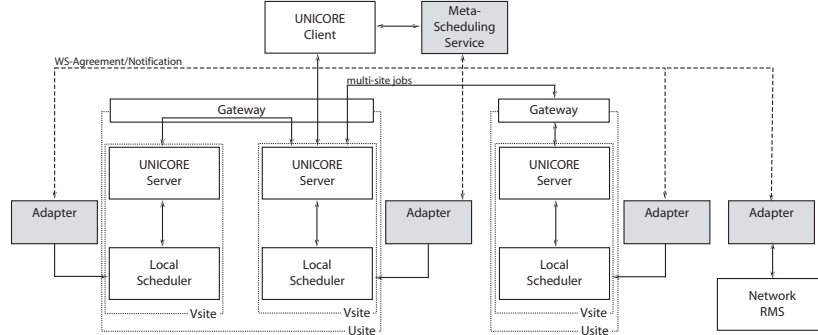 UNICORE
Client
Meta-
Scheduling
Service
WS-Agreement/Notification
multi-site jobs
Gateway
Gateway
UNICORE
Server
UNICORE
Server
UNICORE
Server
Adapter
Adapter
Adapter
Adapter
Local
Scheduler
Local
Scheduler
Local
Scheduler
Network
RMS
Vsite
Vsite
Vsite
Usite
Usite